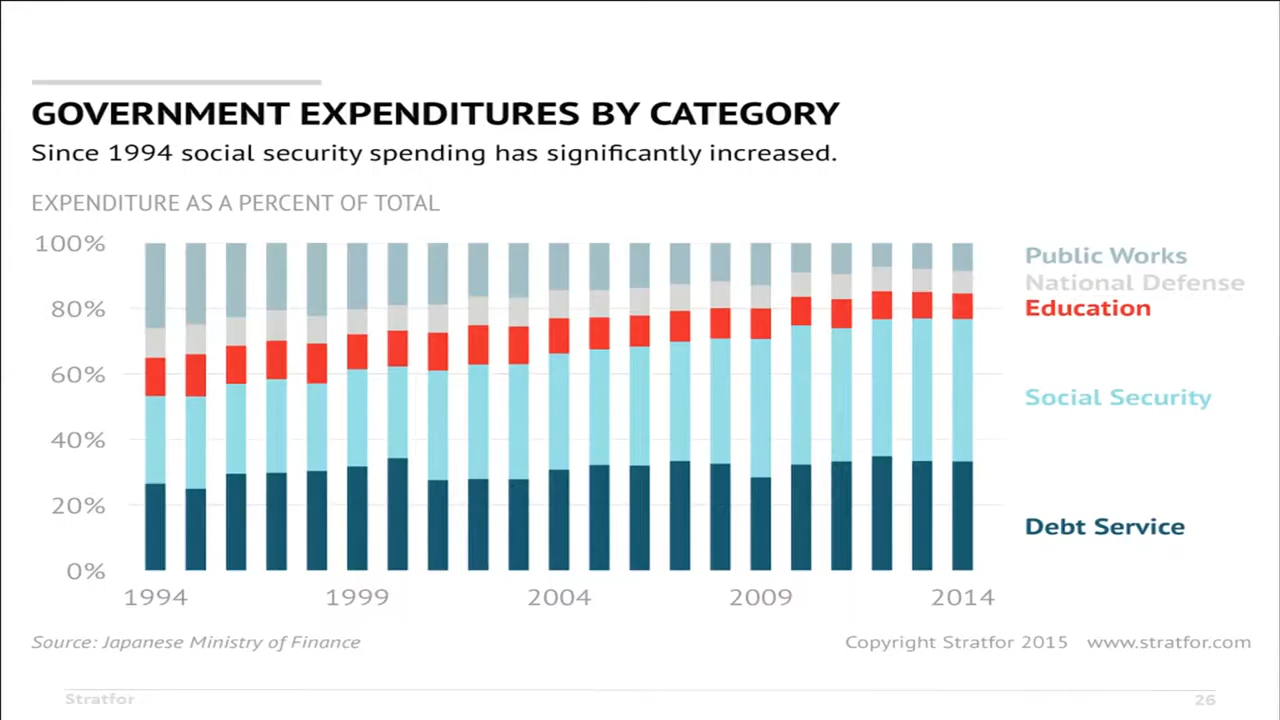 GOVERNMENT EXPENDITURES BY CATEGORY
Since 1994 social security spending has significantly increased.
EXPENDITURE AS A PERCENT OF TOTAL
100%
80%
60%
40%
20%
0%
Public Works
National Defense
Education
Social Security
Debt Service
1994 1999 2004 2009 2014
Source: Japanese Ministry of Finance
Copyright Stratfor 2015 www.stratfor.com
Stratfor
26